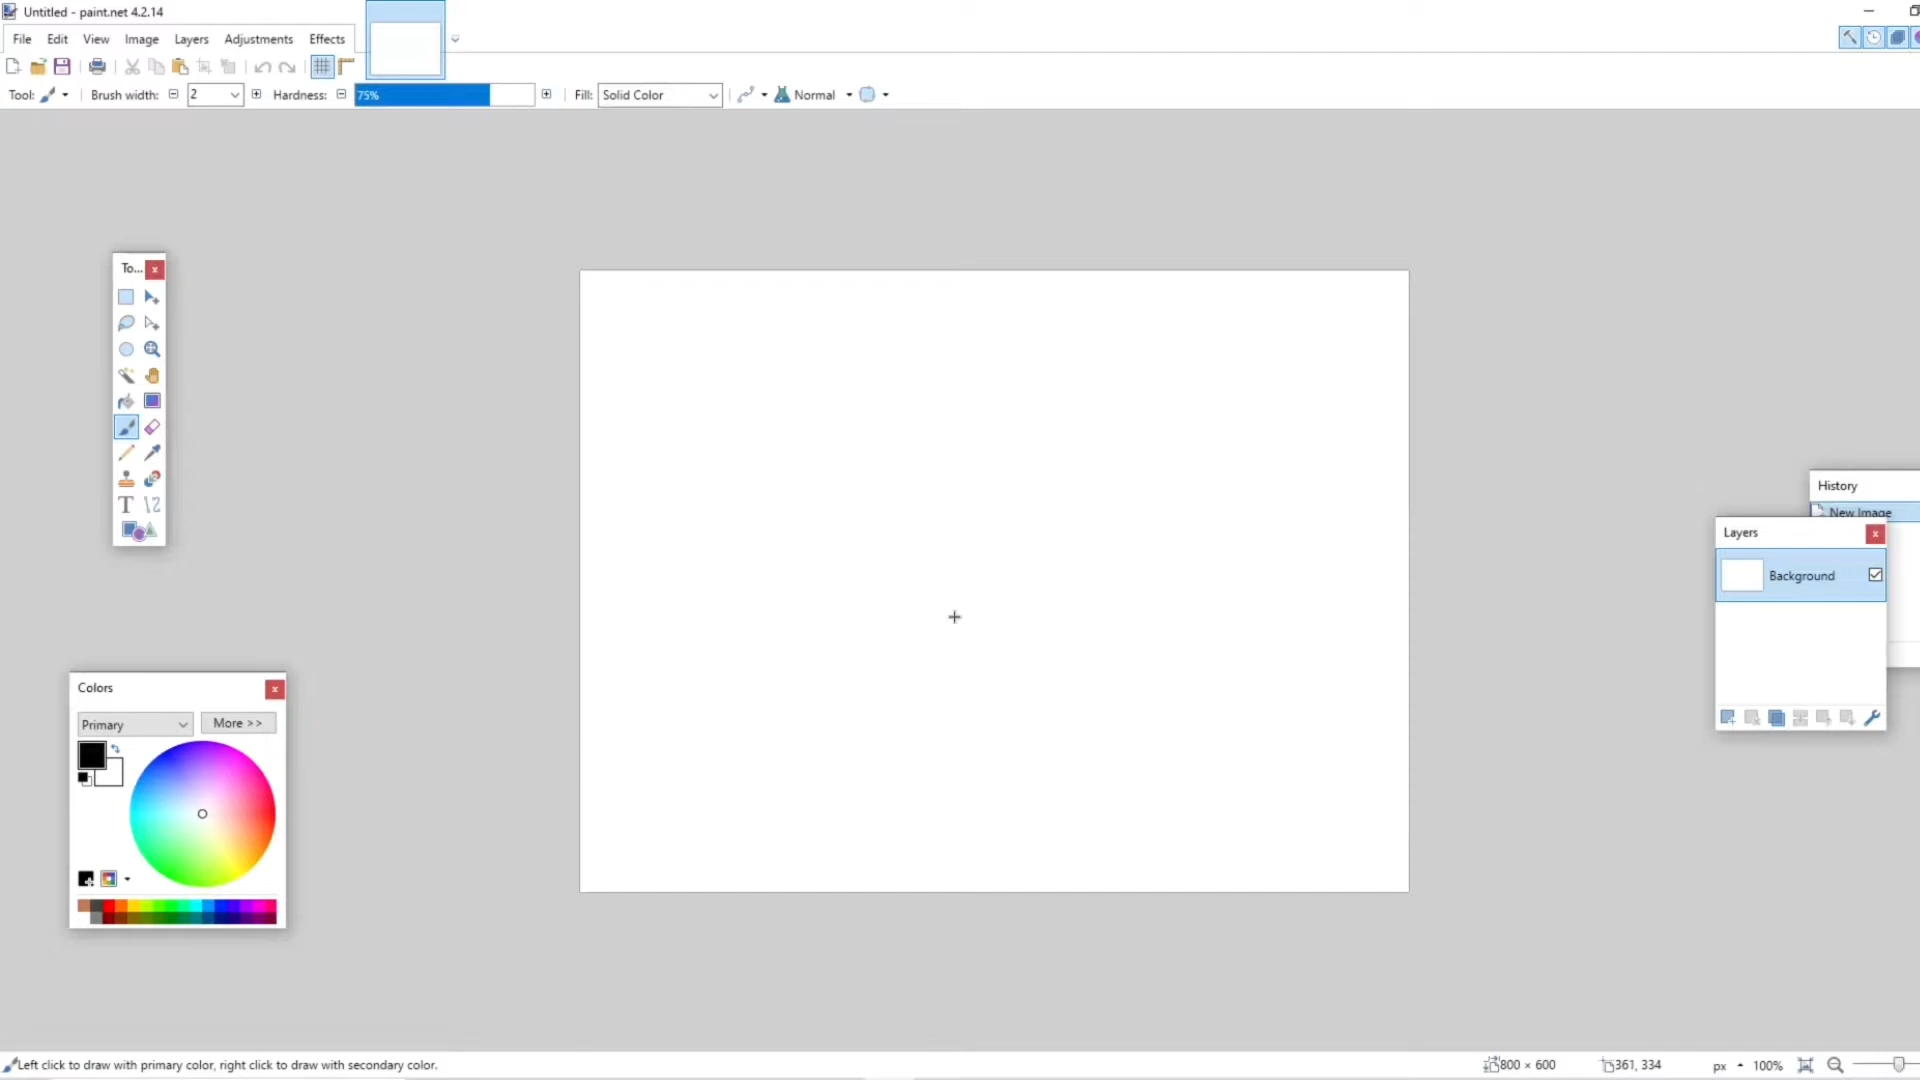 Untitled - paint.net 4.2.14
File Edit View Image Layers Adjustments Effects
Tool: Brush width: 2 Hardness: 75% Fill: Solid Color Normal
To...
History
New Image
Layers
Background
Colors
Primary More >>
Left click to draw with primary color, right click to draw with secondary color. 800 × 600 361, 334 px 100%